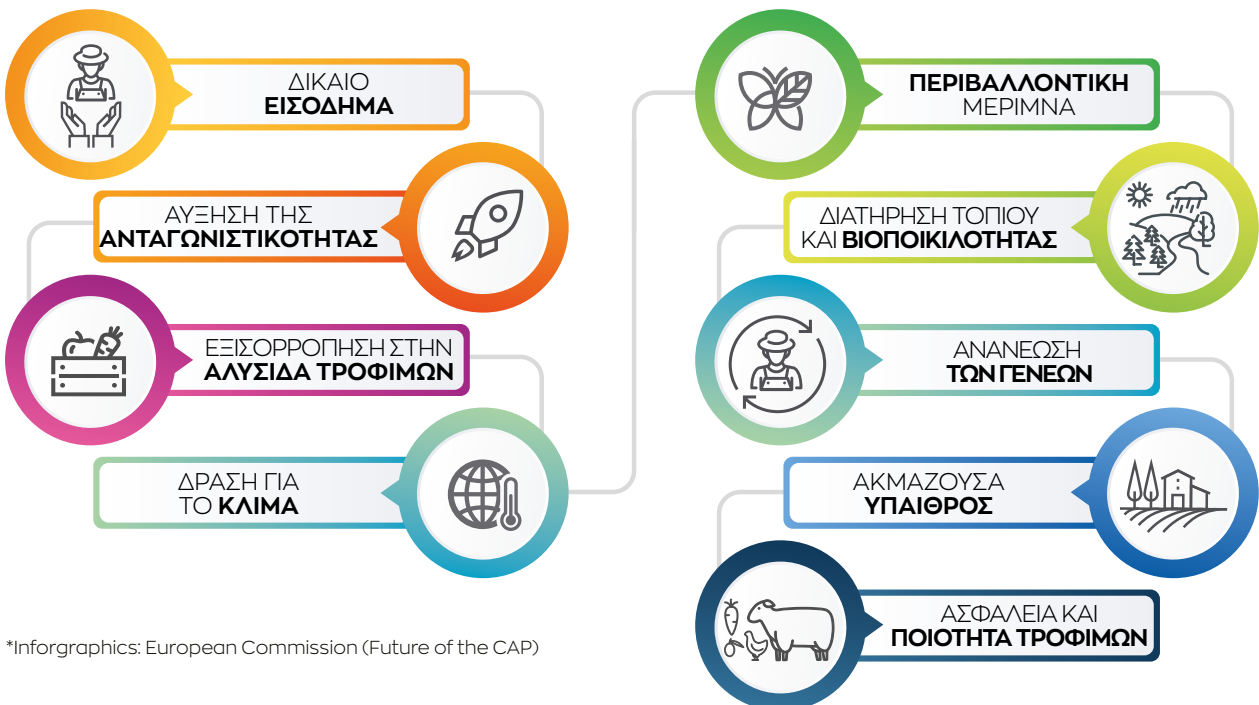 ΔΙΚΑΙΟ
ΕΙΣΟΔΗΜΑ
ΑΥΞΗΣΗ ΤΗΣ
ΑΝΤΑΓΩΝΙΣΤΙΚΟΤΗΤΑΣ
ΕΞΙΣΟΡΡΟΠΗΣΗ ΣΤΗΝ
ΑΛΥΣΙΔΑ ΤΡΟΦΙΜΩΝ
ΔΡΑΣΗ ΓΙΑ
ΤΟ ΚΛΙΜΑ
ΠΕΡΙΒΑΛΛΟΝΤΙΚΗ
ΜΕΡΙΜΝΑ
ΔΙΑΤΗΡΗΣΗ ΤΟΠΙΟΥ
ΚΑΙ ΒΙΟΠΟΙΚΙΛΟΤΗΤΑΣ
ΑΝΑΝΕΩΣΗ
ΤΩΝ ΓΕΝΕΩΝ
ΑΚΜΑΖΟΥΣΑ
ΥΠΑΙΘΡΟΣ
ΑΣΦΑΛΕΙΑ ΚΑΙ
ΠΟΙΟΤΗΤΑ ΤΡΟΦΙΜΩΝ
*Inforgraphics: European Commission (Future of the CAP)